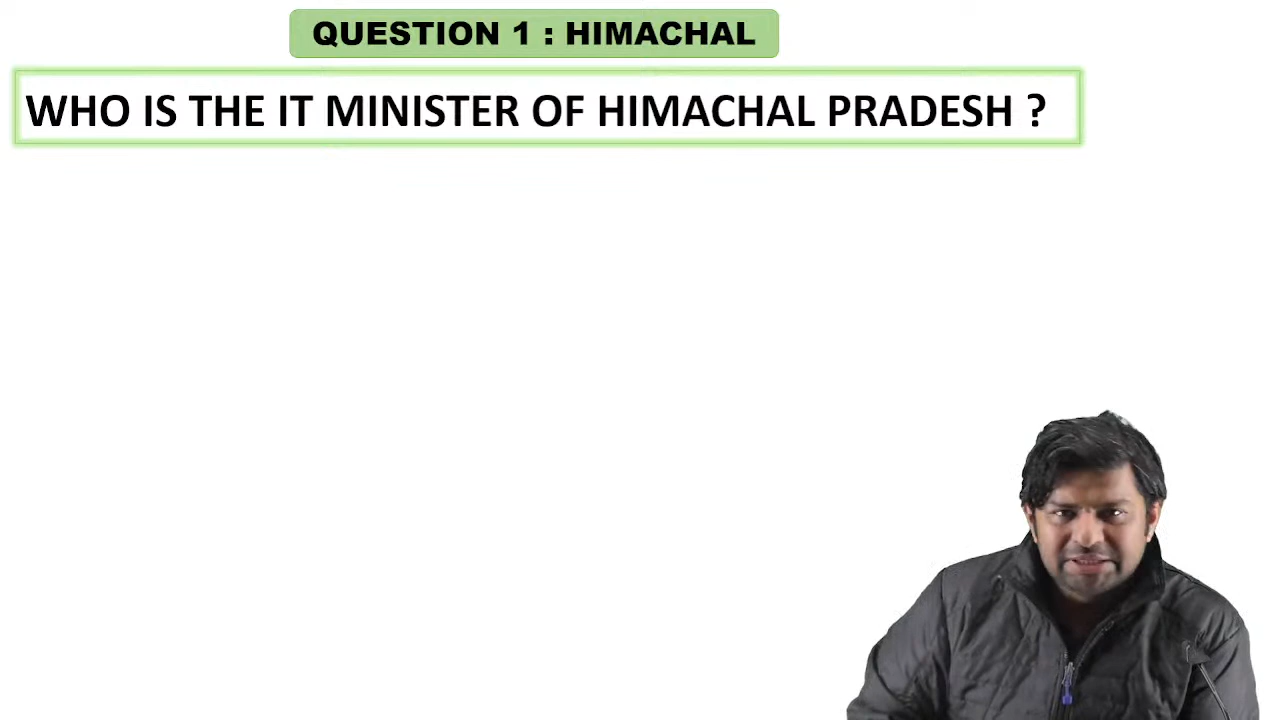 QUESTION 1 : HIMACHAL
WHO IS THE IT MINISTER OF HIMACHAL PRADESH ?